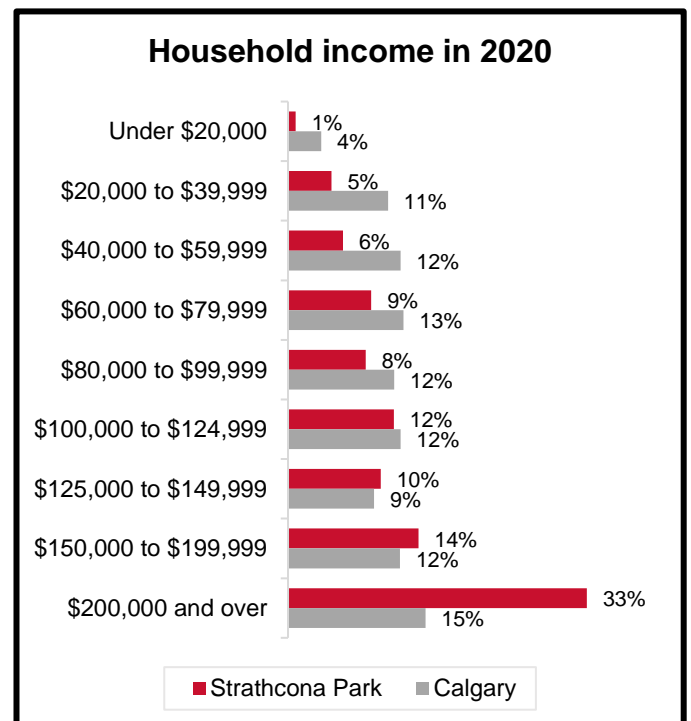 Household income in 2020
Under $20,000
1%
4%
$20,000 to $39,999
5%
11%
$40,000 to $59,999
6%
12%
$60,000 to $79,999
9%
13%
$80,000 to $99,999
8%
12%
$100,000 to $124,999
12%
12%
$125,000 to $149,999
10%
9%
$150,000 to $199,999
14%
12%
$200,000 and over
33%
15%
Strathcona Park Calgary